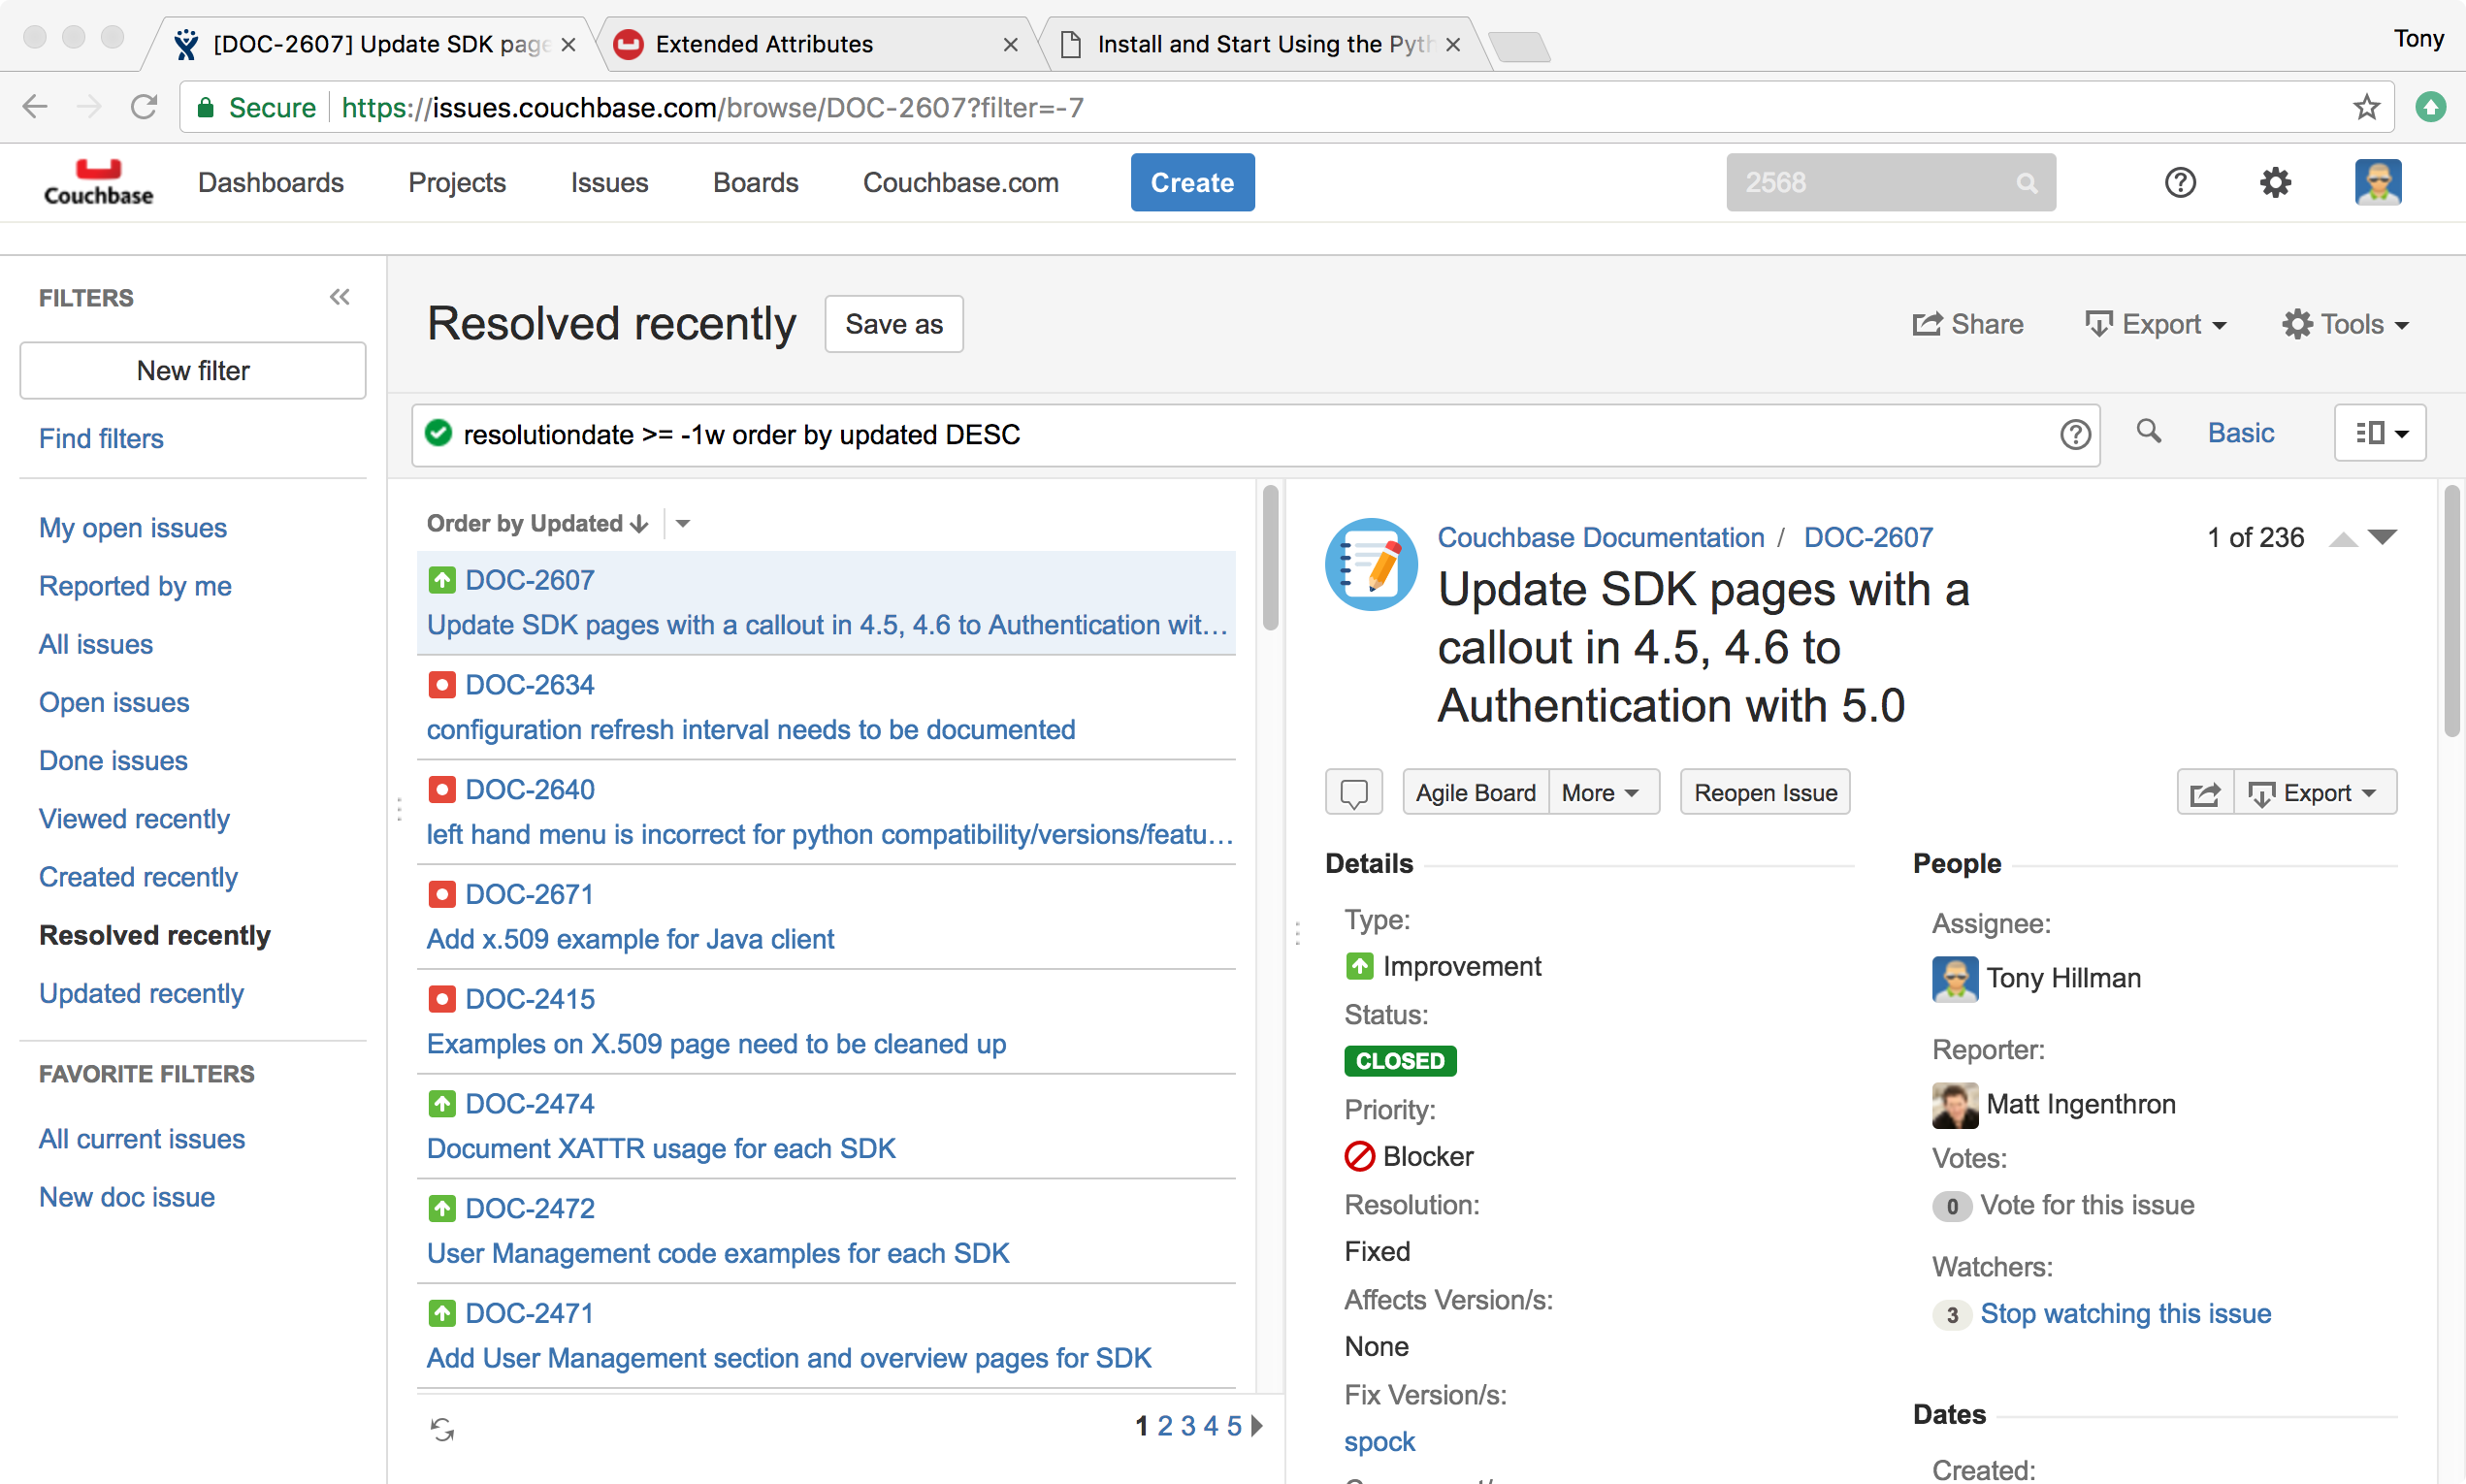 [DOC-2607] Update SDK page
Extended Attributes
Install and Start Using the Pyth
Tony
Secure
https://issues.couchbase.com/browse/DOC-2607?filter=-7
Couchbase
Dashboards
Projects
Issues
Boards
Couchbase.com
Create
2568
FILTERS
New filter
Find filters
My open issues
Reported by me
All issues
Open issues
Done issues
Viewed recently
Created recently
Resolved recently
Updated recently
FAVORITE FILTERS
All current issues
New doc issue
Resolved recently
Save as
Share
Export
Tools
resolutiondate >= -1w order by updated DESC
Basic
Order by Updated
DOC-2607
Update SDK pages with a callout in 4.5, 4.6 to Authentication wit...
DOC-2634
configuration refresh interval needs to be documented
DOC-2640
left hand menu is incorrect for python compatibility/versions/featu...
DOC-2671
Add x.509 example for Java client
DOC-2415
Examples on X.509 page need to be cleaned up
DOC-2474
Document XATTR usage for each SDK
DOC-2472
User Management code examples for each SDK
DOC-2471
Add User Management section and overview pages for SDK
1 2 3 4 5
Couchbase Documentation / DOC-2607
1 of 236
Update SDK pages with a
callout in 4.5, 4.6 to
Authentication with 5.0
Agile Board
More
Reopen Issue
Export
Details
Type:
Improvement
Status:
CLOSED
Priority:
Blocker
Resolution:
Fixed
Affects Version/s:
None
Fix Version/s:
spock
People
Assignee:
Tony Hillman
Reporter:
Matt Ingenthron
Votes:
0 Vote for this issue
Watchers:
3 Stop watching this issue
Dates
Created: